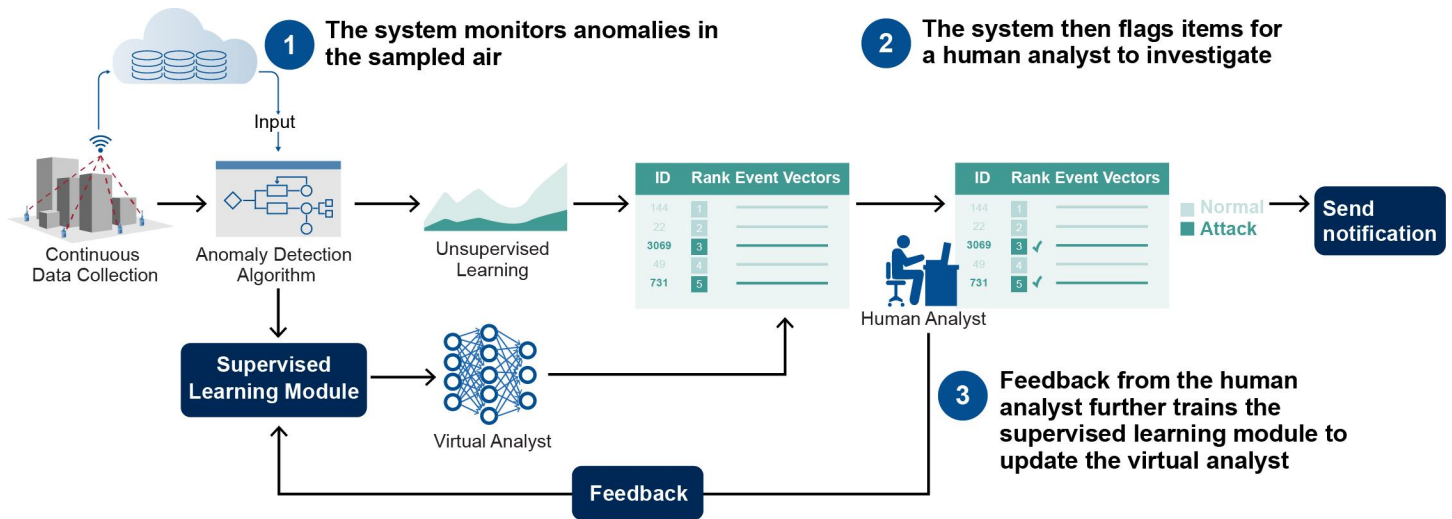 1
The system monitors anomalies in
the sampled air
2
The system then flags items for
a human analyst to investigate
Input
Continuous
Data Collection
Anomaly Detection
Algorithm
Unsupervised
Learning
ID Rank Event Vectors
144 1
22 2
3069 3
49 4
731 5
Human Analyst
ID Rank Event Vectors
144 1
22 2
3069 3
49 4
731 5
Normal
Attack
Send
notification
Supervised
Learning Module
Virtual Analyst
3
Feedback from the human
analyst further trains the
supervised learning module to
update the virtual analyst
Feedback